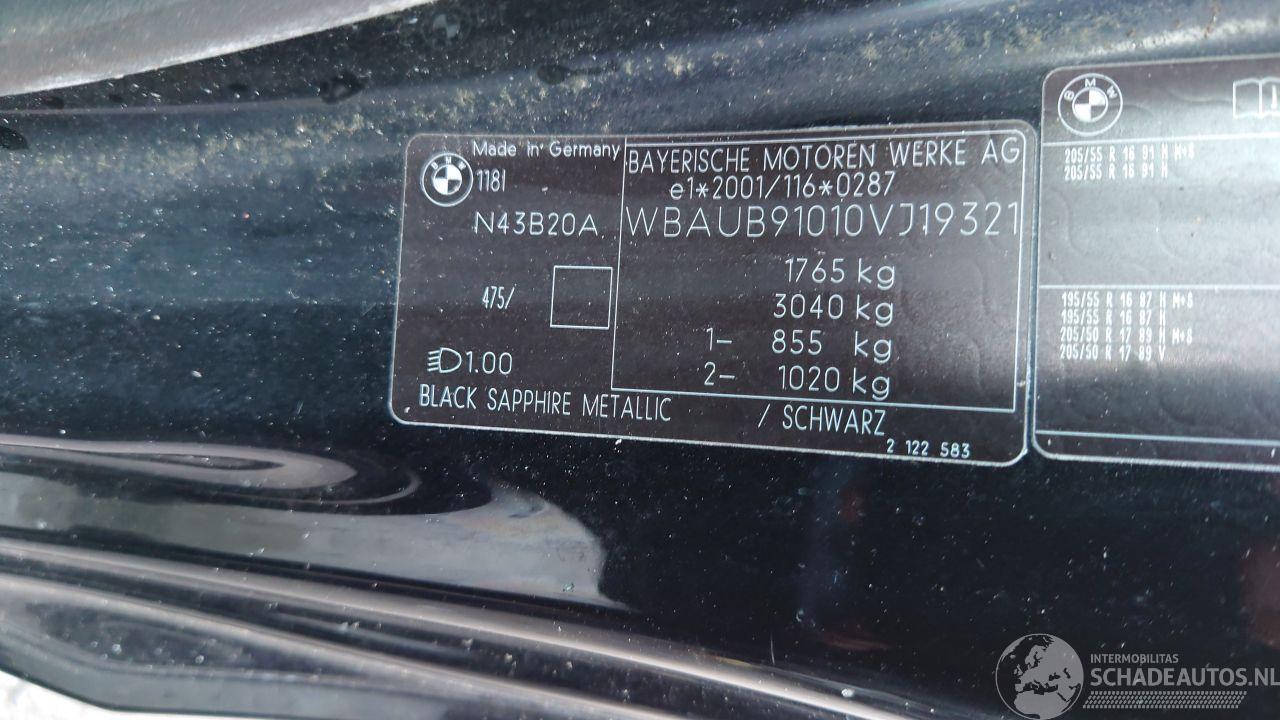 Made in Germany
BMW
118I
N43B20A
475/
1.00
BAYERISCHE MOTOREN WERKE AG
e1*2001/116*0287
WBAUB91010VJ19321
1765 kg
3040 kg
1- 855 kg
2- 1020 kg
BLACK SAPPHIRE METALLIC / SCHWARZ
2 122 583
BMW
205/55 R 16 91 H M+S
205/55 R 16 91 H
195/55 R 16 87 H M+S
195/55 R 16 87 H
205/50 R 17 89 H M+S
205/50 R 17 89 V
INTERMOBILITAS
SCHADEAUTOS.NL